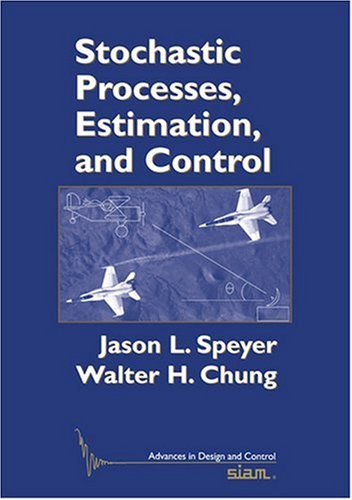 Stochastic
Processes,
Estimation,
and Control
Jason L. Speyer
Walter H. Chung
Advances in Design and Control
siam®